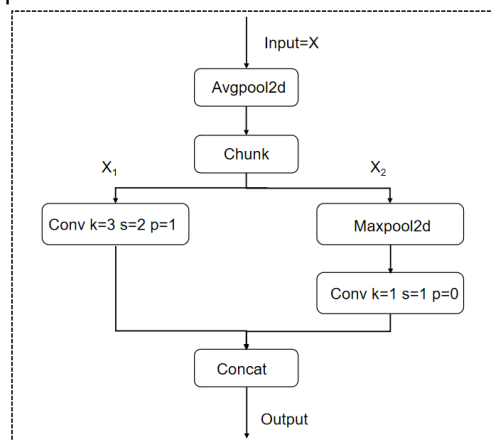 Input=X
Avgpool2d
Chunk
X₁
X₂
Conv k=3 s=2 p=1
Maxpool2d
Conv k=1 s=1 p=0
Concat
Output